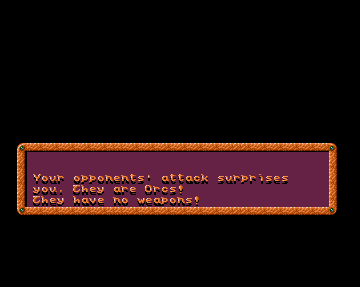 Your opponents' attack surprises
you. They are Orcs!
They have no weapons!